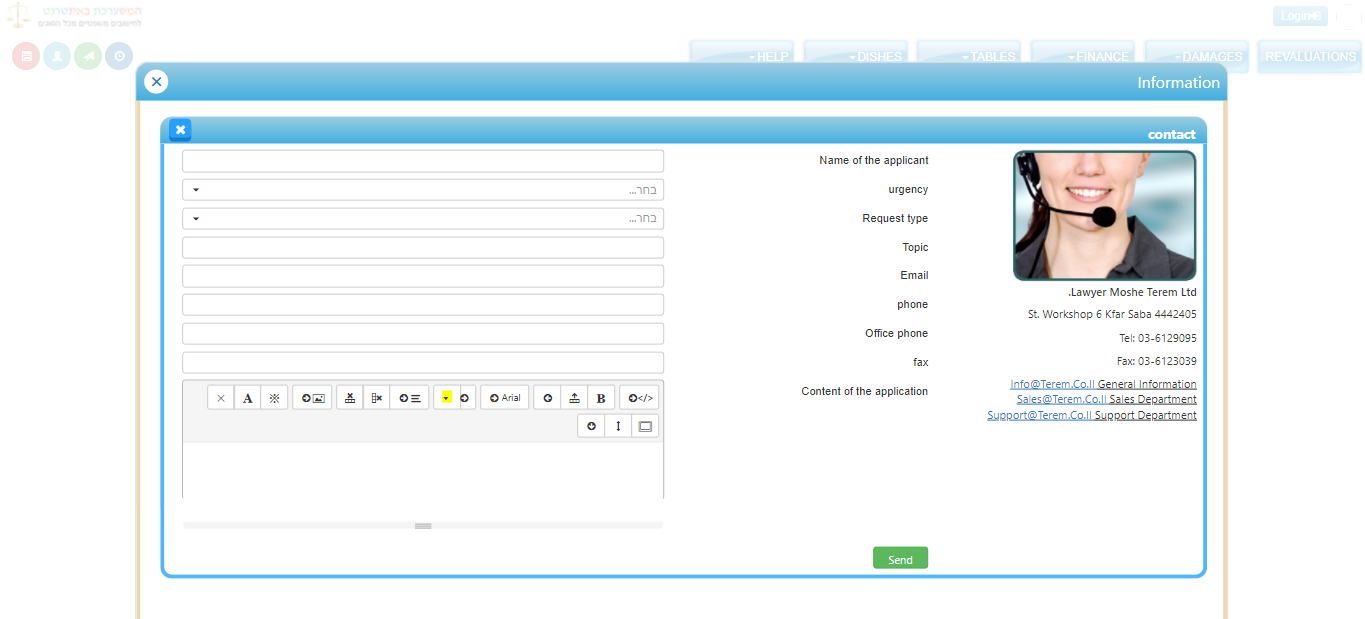 המערכת באינטרנט
לחישובים משפטיים מכל הסוגים
Login
HELP
DISHES
TABLES
FINANCE
DAMAGES
REVALUATIONS
Information
contact
Name of the applicant
urgency
בחר...
Request type
בחר...
Topic
Email
phone
Office phone
fax
Content of the application
A
Arial
B
</>
Send
.Lawyer Moshe Terem Ltd
St. Workshop 6 Kfar Saba 4442405
Tel: 03-6129095
Fax: 03-6123039
Info@Terem.Co.Il General Information
Sales@Terem.Co.Il Sales Department
Support@Terem.Co.Il Support Department